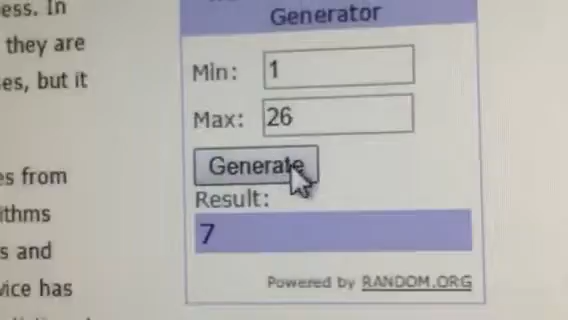 ess. In
they are
es, but it
es from
ithms
s and
vice has
Generator
Min: 1
Max: 26
Generate
Result:
7
Powered by RANDOM.ORG